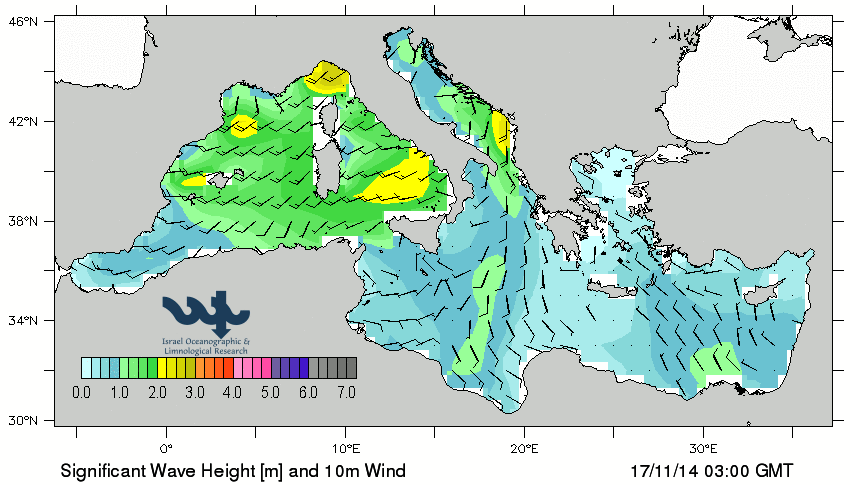 46°N
42°N
38°N
34°N
30°N
Israel Oceanographic &
Limnological Research
0.0 1.0 2.0 3.0 4.0 5.0 6.0 7.0
0° 10°E 20°E 30°E
Significant Wave Height [m] and 10m Wind 17/11/14 03:00 GMT